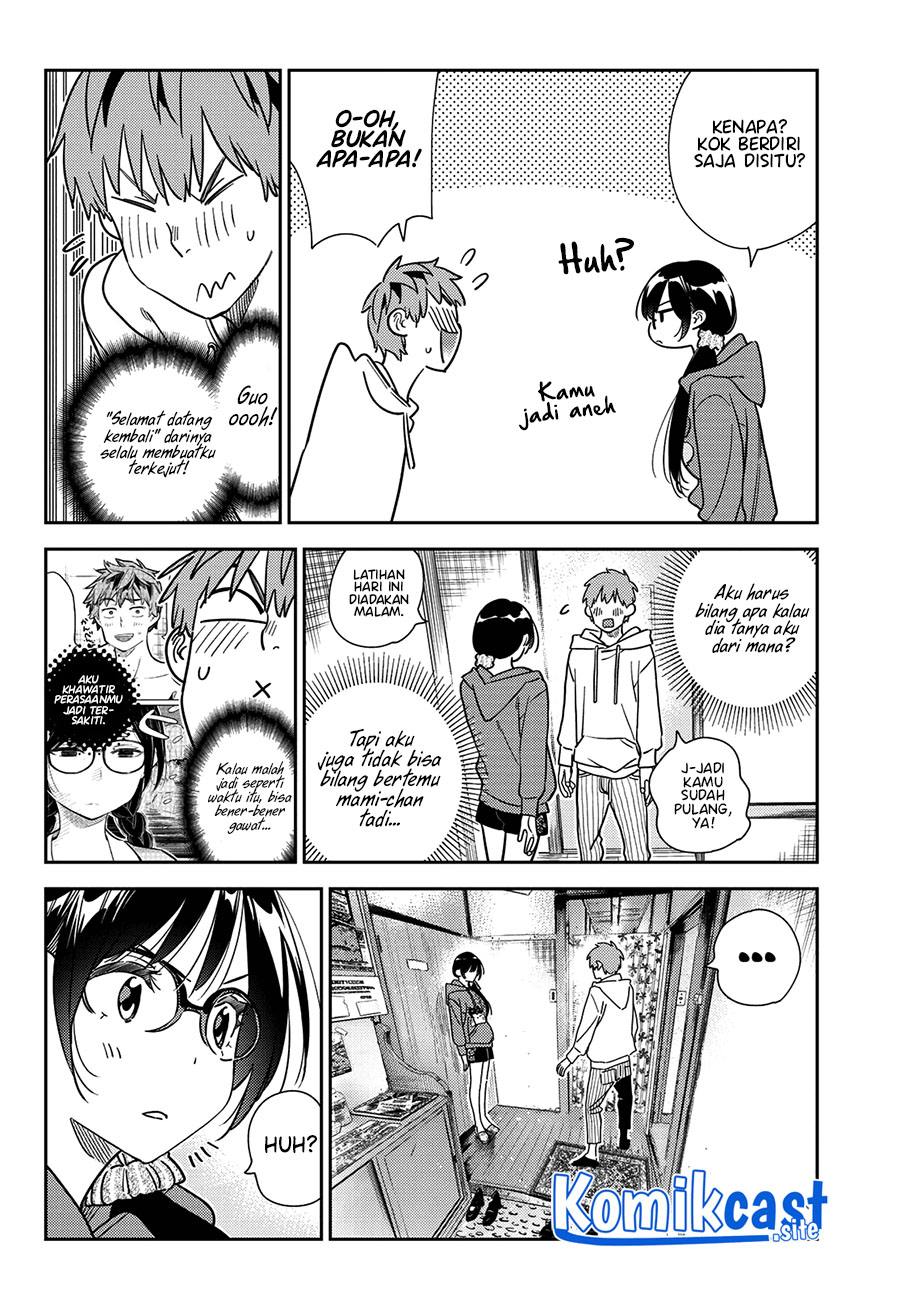 KENAPA?
KOK BERDIRI
SAJA DISITU?
O-OH,
BUKAN
APA-APA!
Huh?
Kamu
jadi aneh
Guo
oooh!
"Selamat datang
kembali" darinya
selalu membuatku
terkejut!
Aku harus
bilang apa kalau
dia tanya aku
dari mana?
LATIHAN
HARI INI
DIADAKAN
MALAM.
J-JADI
KAMU
SUDAH
PULANG,
YA!
Tapi aku
juga tidak bisa
bilang bertemu
mami-chan
tadi...
AKU
KHAWATIR
PERASAANMU
JADI TER-
SAKITI.
Kalau malah
jadi seperti
waktu itu, bisa
bener-bener
gawat...
...
HUH?
Komikcast
.site